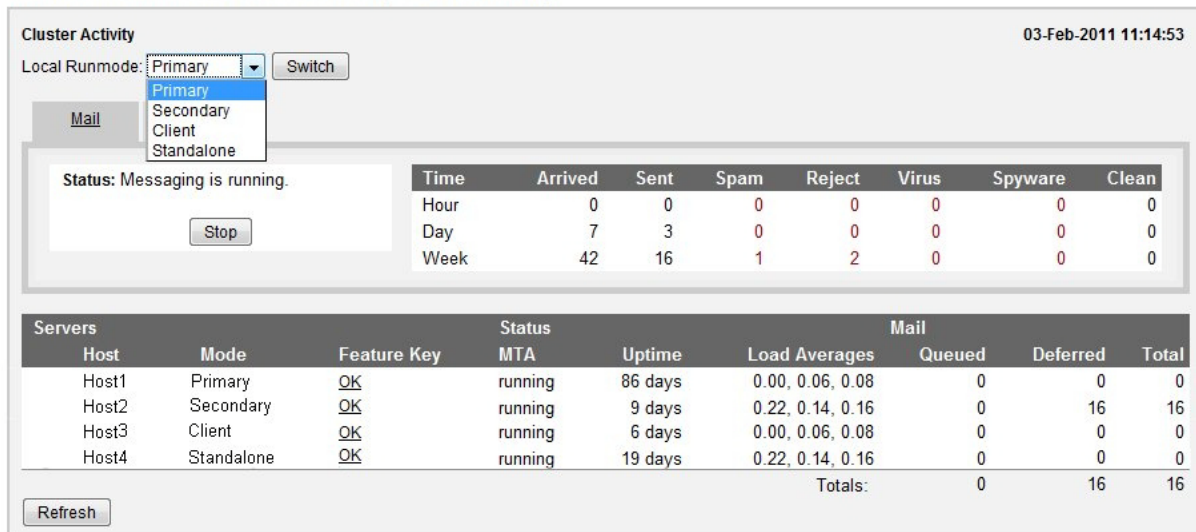 Cluster Activity 03-Feb-2011 11:14:53
Local Runmode: Primary Switch
Primary
Secondary
Client
Standalone
Mail
Status: Messaging is running.
Stop
Time Arrived Sent Spam Reject Virus Spyware Clean
Hour 0 0 0 0 0 0 0
Day 7 3 0 0 0 0 0
Week 42 16 1 2 0 0 0
Servers Status Mail
Host Mode Feature Key MTA Uptime Load Averages Queued Deferred Total
Host1 Primary OK running 86 days 0.00, 0.06, 0.08 0 0 0
Host2 Secondary OK running 9 days 0.22, 0.14, 0.16 0 16 16
Host3 Client OK running 6 days 0.00, 0.06, 0.08 0 0 0
Host4 Standalone OK running 19 days 0.22, 0.14, 0.16 0 0 0
Totals: 0 16 16
Refresh